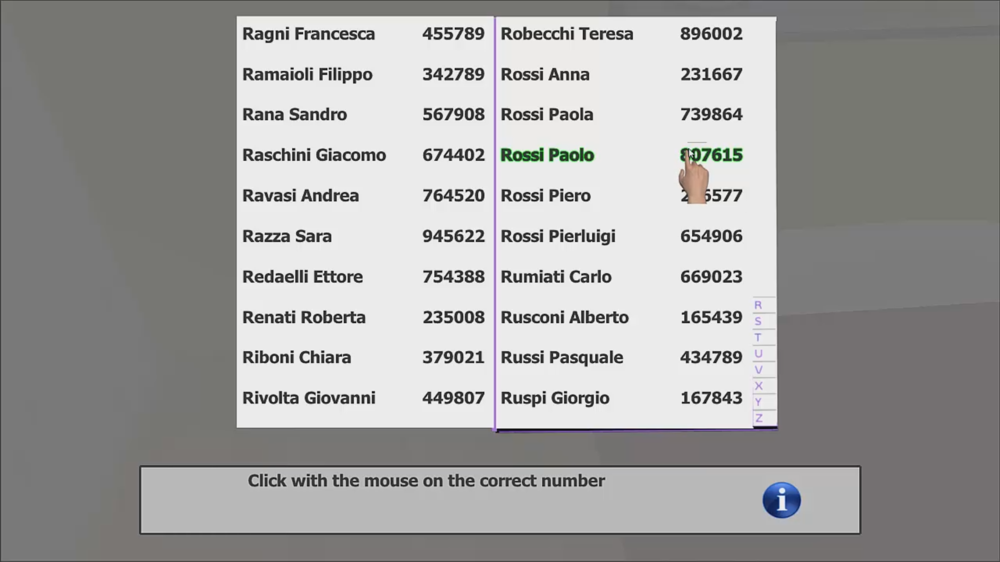 Ragni Francesca 455789
Ramaioli Filippo 342789
Rana Sandro 567908
Raschini Giacomo 674402
Ravasi Andrea 764520
Razza Sara 945622
Redaelli Ettore 754388
Renati Roberta 235008
Riboni Chiara 379021
Rivolta Giovanni 449807
Robecchi Teresa 896002
Rossi Anna 231667
Rossi Paola 739864
Rossi Paolo 807615
Rossi Piero
Rossi Pierluigi 654906
Rumiati Carlo 669023
Rusconi Alberto 165439
Russi Pasquale 434789
Ruspi Giorgio 167843
R
S
T
U
V
X
Y
Z
Click with the mouse on the correct number